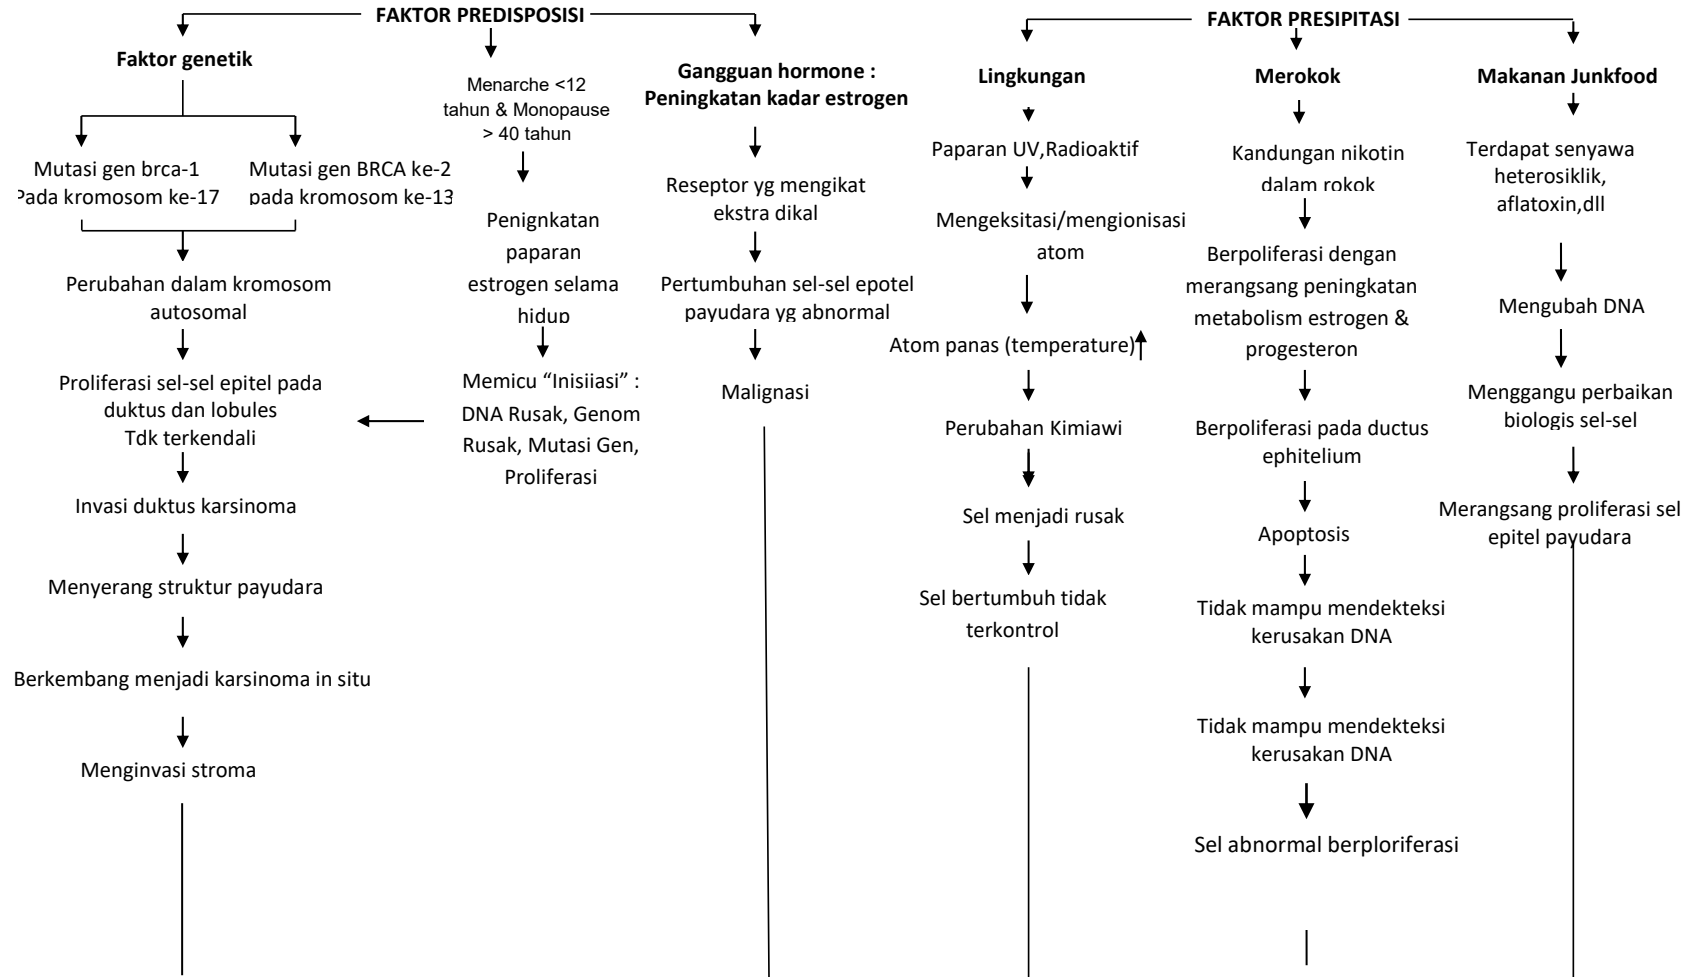 FAKTOR PREDISPOSISI
Faktor genetik
Mutasi gen brca-1
Pada kromosom ke-17
Mutasi gen BRCA ke-2
pada kromosom ke-13
Perubahan dalam kromosom
autosomal
Proliferasi sel-sel epitel pada
duktus dan lobules
Tdk terkendali
Invasi duktus karsinoma
Menyerang struktur payudara
Berkembang menjadi karsinoma in situ
Menginvasi stroma
Menarche <12
tahun & Monopause
> 40 tahun
Penignkatan
paparan
estrogen selama
hidup
Memicu “Inisiiasi” :
DNA Rusak, Genom
Rusak, Mutasi Gen,
Proliferasi
Gangguan hormone :
Peningkatan kadar estrogen
Reseptor yg mengikat
ekstra dikal
Pertumbuhan sel-sel epotel
payudara yg abnormal
Malignasi
FAKTOR PRESIPITASI
Lingkungan
Paparan UV,Radioaktif
Mengeksitasi/mengionisasi
atom
Atom panas (temperature)
Perubahan Kimiawi
Sel menjadi rusak
Sel bertumbuh tidak
terkontrol
Merokok
Kandungan nikotin
dalam rokok
Berpoliferasi dengan
merangsang peningkatan
metabolism estrogen &
progesteron
Berpoliferasi pada ductus
ephitelium
Apoptosis
Tidak mampu mendekteksi
kerusakan DNA
Tidak mampu mendekteksi
kerusakan DNA
Sel abnormal berploriferasi
Makanan Junkfood
Terdapat senyawa
heterosiklik,
aflatoxin,dll
Mengubah DNA
Menggangu perbaikan
biologis sel-sel
Merangsang proliferasi sel
epitel payudara